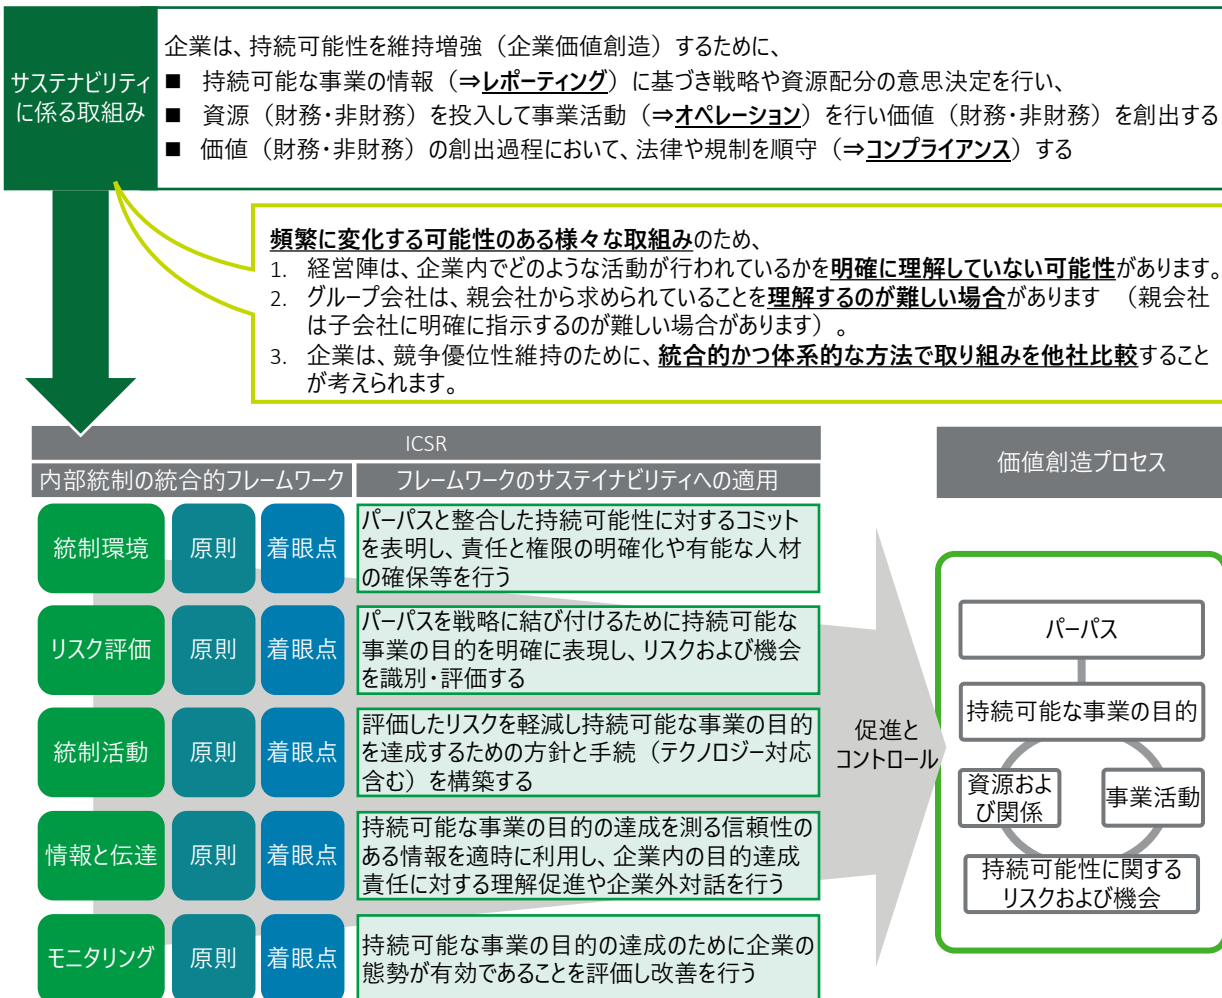 サステナビリティ
に係る取組み
企業は、持続可能性を維持増強（企業価値創造）するために、
■ 持続可能な事業の情報（⇒レポーティング）に基づき戦略や資源配分の意思決定を行い、
■ 資源（財務・非財務）を投入して事業活動（⇒オペレーション）を行い価値（財務・非財務）を創出する
■ 価値（財務・非財務）の創出過程において、法律や規制を順守（⇒コンプライアンス）する
頻繁に変化する可能性のある様々な取組みのため、
1. 経営陣は、企業内でどのような活動が行われているかを明確に理解していない可能性があります。
2. グループ会社は、親会社から求められていることを理解するのが難しい場合があります （親会社
は子会社に明確に指示するのが難しい場合があります）。
3. 企業は、競争優位性維持のために、統合的かつ体系的な方法で取り組みを他社比較すること
が考えられます。
ICSR
内部統制の統合的フレームワーク
フレームワークのサステイナビリティへの適用
統制環境
原則
着眼点
パーパスと整合した持続可能性に対するコミット
を表明し、責任と権限の明確化や有能な人材
の確保等を行う
リスク評価
原則
着眼点
パーパスを戦略に結び付けるために持続可能な
事業の目的を明確に表現し、リスクおよび機会
を識別・評価する
統制活動
原則
着眼点
評価したリスクを軽減し持続可能な事業の目的
を達成するための方針と手続（テクノロジー対応
含む）を構築する
情報と伝達
原則
着眼点
持続可能な事業の目的の達成を測る信頼性の
ある情報を適時に利用し、企業内の目的達成
責任に対する理解促進や企業外対話を行う
モニタリング
原則
着眼点
持続可能な事業の目的の達成のために企業の
態勢が有効であることを評価し改善を行う
促進と
コントロール
価値創造プロセス
パーパス
持続可能な事業の目的
資源およ
び関係
事業活動
持続可能性に関する
リスクおよび機会